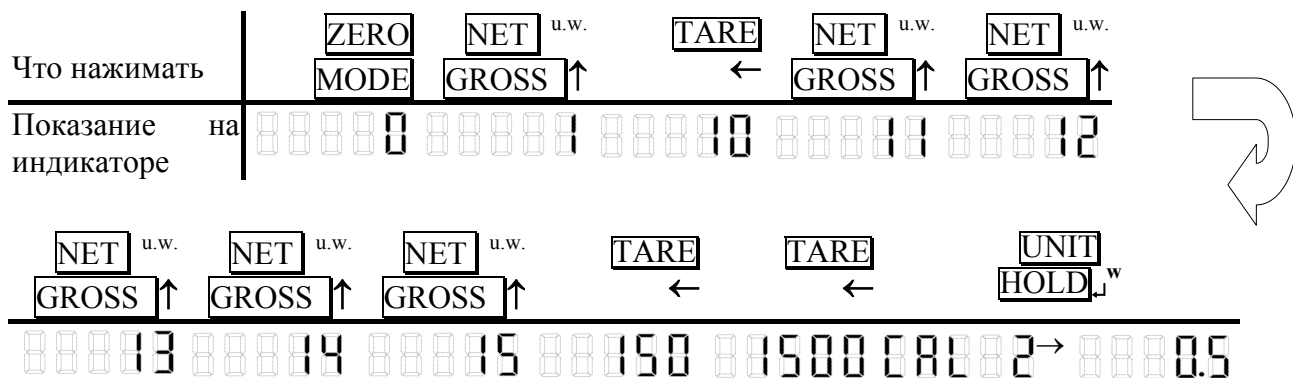 ZERO NET u.w. TARE NET u.w. NET u.w.
Что нажимать MODE GROSS ↑ ← GROSS ↑ GROSS ↑
Показание на 0 1 10 11 12
индикаторе
NET u.w. NET u.w. NET u.w. TARE TARE UNIT
GROSS ↑ GROSS ↑ GROSS ↑ ← ← HOLD ↵ w
13 14 15 150 1500 CAL 2 → 0.5